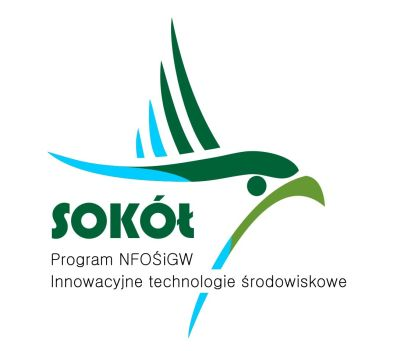 SOKÓŁ
Program NFOŚiGW
Innowacyjne technologie środowiskowe